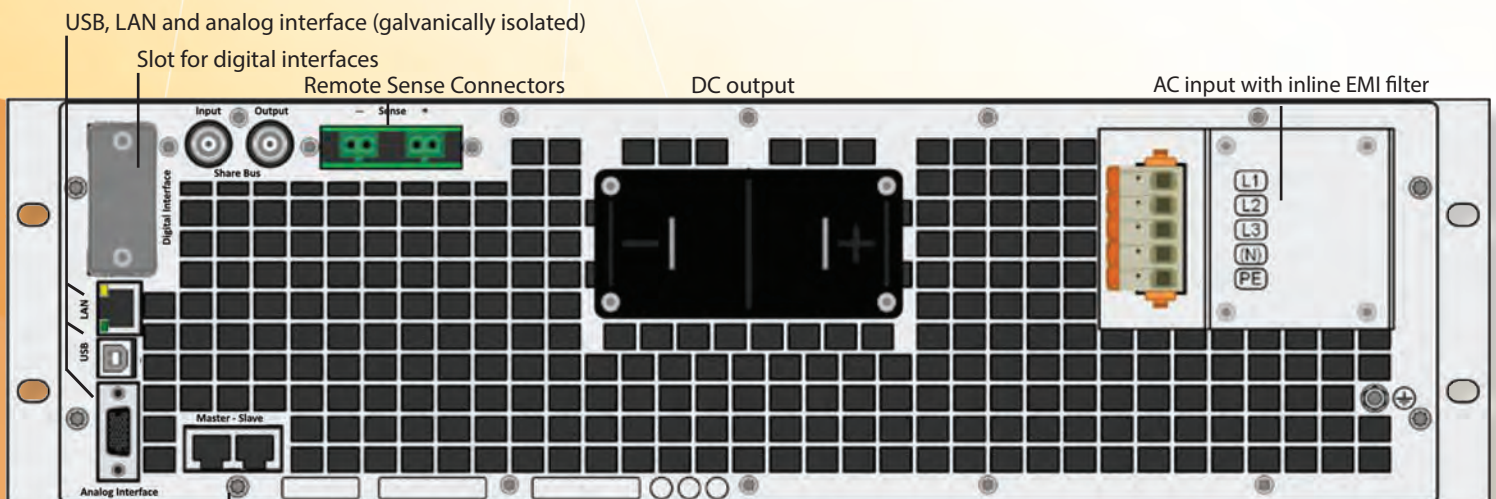 USB, LAN and analog interface (galvanically isolated)
Slot for digital interfaces
Remote Sense Connectors
DC output
AC input with inline EMI filter
Input
Output
− Sense +
Share Bus
Digital Interface
− +
L1
L2
L3
(N)
PE
LAN
USB
Master - Slave
Analog Interface